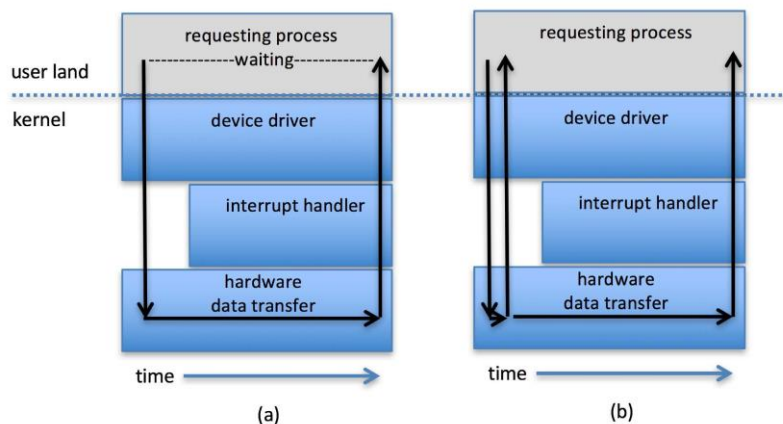 requesting process
waiting
user land
kernel
device driver
interrupt handler
hardware
data transfer
time
(a)
requesting process
device driver
interrupt handler
hardware
data transfer
time
(b)